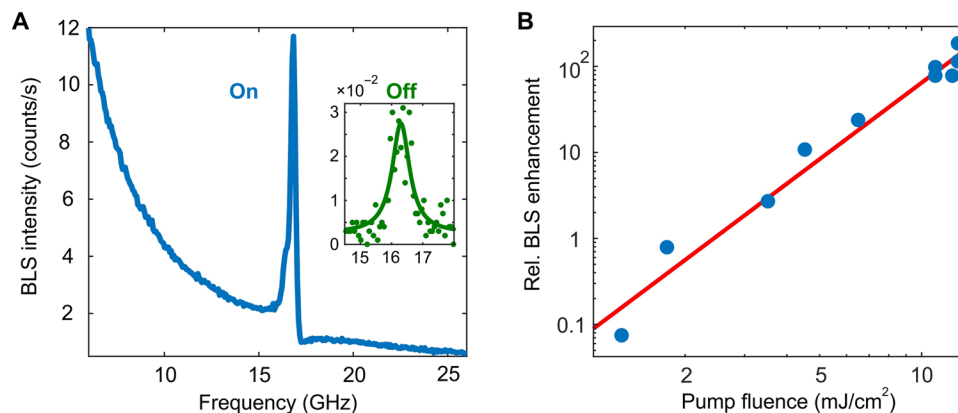 A
BLS intensity (counts/s)
12
10
8
6
4
2
On
Off
×10⁻²
3
2
1
0
15 16 17
10 15 20 25
Frequency (GHz)
B
Rel. BLS enhancement
10²
10
1
0.1
2 5 10
Pump fluence (mJ/cm²)